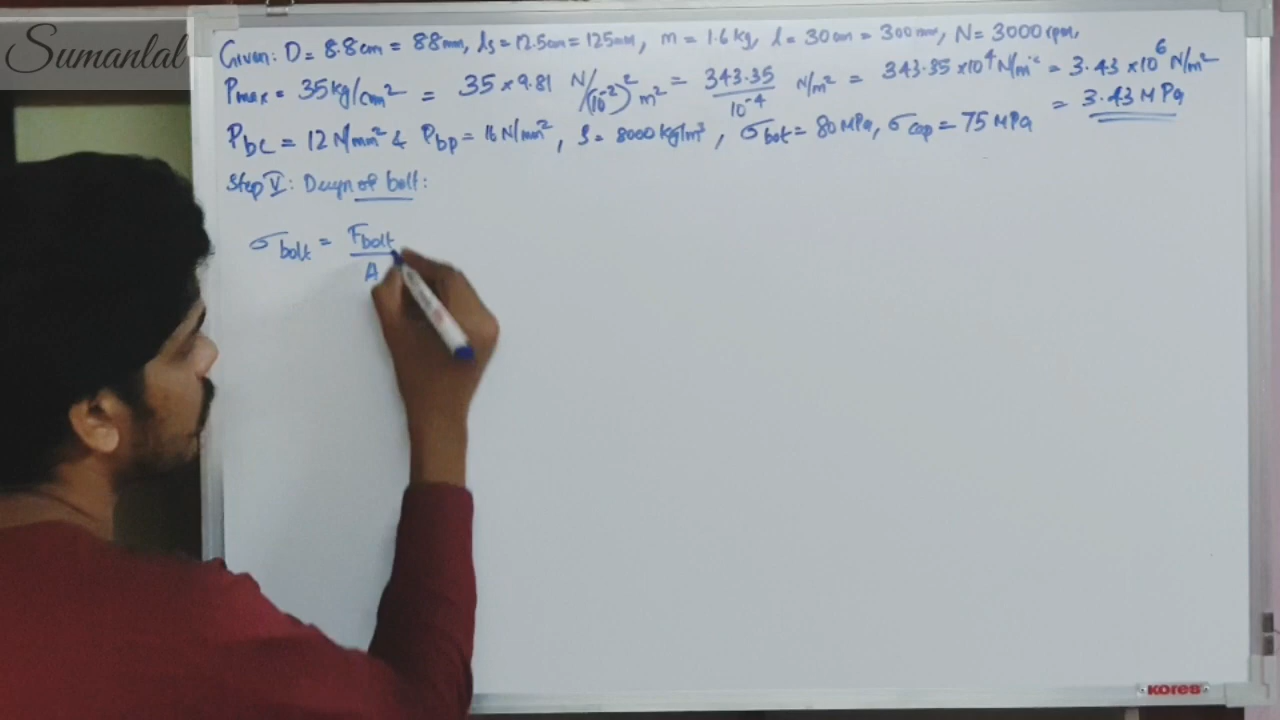 Sumanlal
Given: D = 8.8cm = 88mm, ls = 12.5cm = 125mm, m = 1.6 kg, l = 30cm = 300mm, N = 3000 rpm,
Pmax = 35 kg/cm² = 35 × 9.81 N/(10⁻²)² m² = 343.35/10⁻⁴ N/m² = 343.35 × 10⁴ N/m² = 3.43 × 10⁶ N/m²
= 3.43 MPa
Pbc = 12 N/mm² & Pbp = 16 N/mm², ρ = 8000 kg/m³, σbolt = 80 MPa, σcap = 75 MPa
Step V: Design of bolt:
σbolt = Fbolt/A
KORES